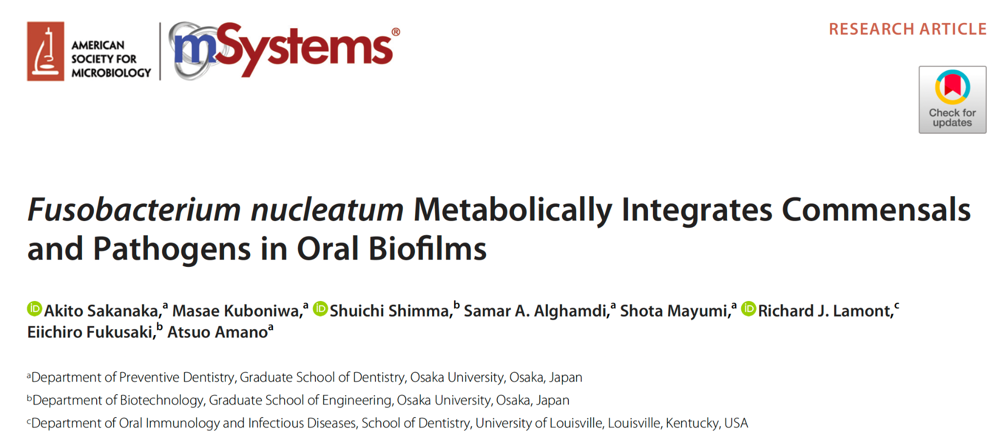 AMERICAN
SOCIETY FOR
MICROBIOLOGY
mSystems®
RESEARCH ARTICLE
Check for
updates
Fusobacterium nucleatum Metabolically Integrates Commensals
and Pathogens in Oral Biofilms
iD Akito Sakanaka,a Masae Kuboniwa,a iD Shuichi Shimma,b Samar A. Alghamdi,a Shota Mayumi,a iD Richard J. Lamont,c
Eiichiro Fukusaki,b Atsuo Amanoa
aDepartment of Preventive Dentistry, Graduate School of Dentistry, Osaka University, Osaka, Japan
bDepartment of Biotechnology, Graduate School of Engineering, Osaka University, Osaka, Japan
cDepartment of Oral Immunology and Infectious Diseases, School of Dentistry, University of Louisville, Louisville, Kentucky, USA